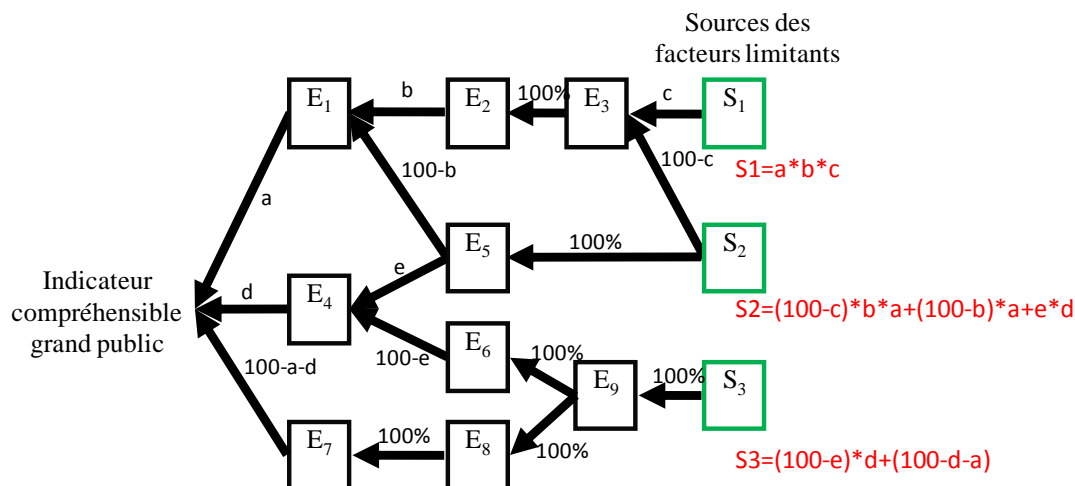 Sources des
facteurs limitants
E₁
b
E₂
100%
E₃
c
S₁
100-c
S1=a*b*c
100-b
a
E₅
100%
S₂
e
Indicateur
compréhensible
grand public
d
E₄
S2=(100-c)*b*a+(100-b)*a+e*d
100-e
E₆
100-a-d
100%
E₉
100%
S₃
E₇
100%
E₈
100%
S3=(100-e)*d+(100-d-a)